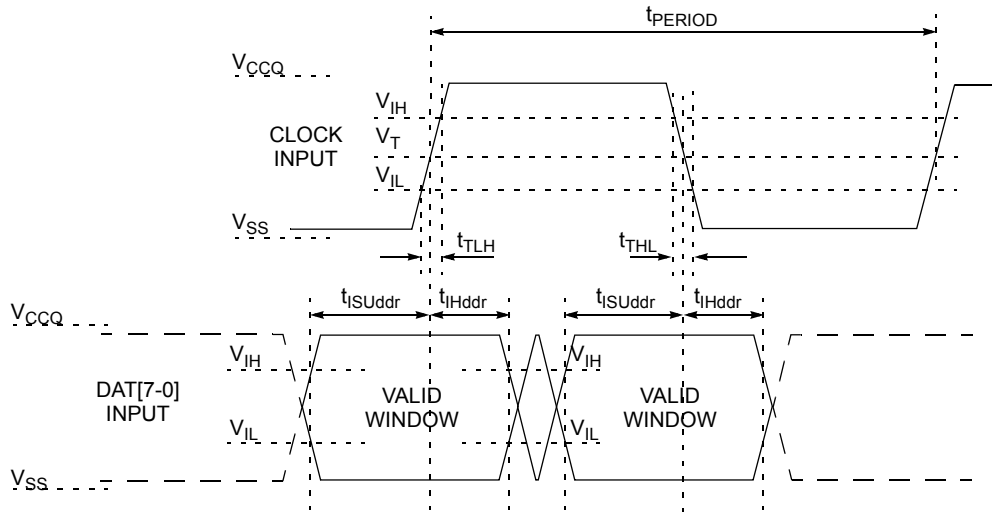 tPERIOD
VCCQ
VIH
CLOCK
INPUT
VT
VIL
VSS
tTLH
tTHL
tISUddr
tIHddr
tISUddr
tIHddr
VCCQ
VIH
VIH
DAT[7-0]
INPUT
VALID
WINDOW
VALID
WINDOW
VIL
VIL
VSS